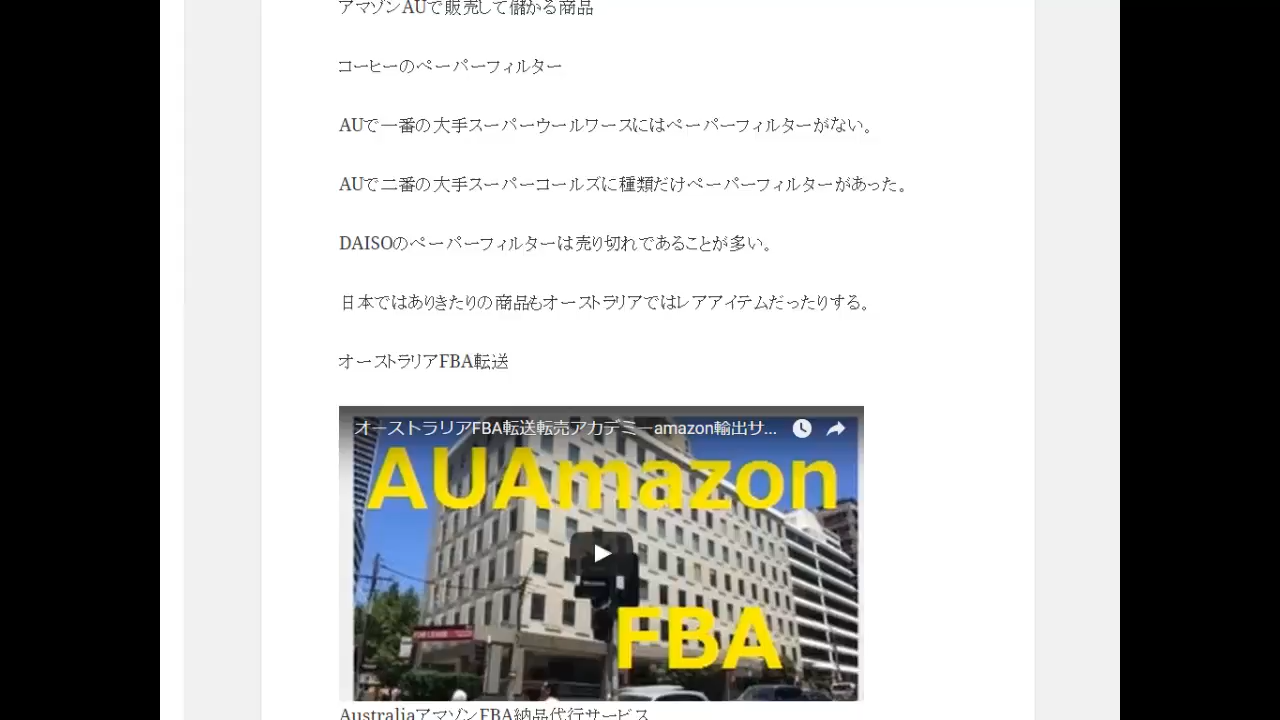 アマゾンAUで販売して儲かる商品
コーヒーのペーパーフィルター
AUで一番の大手スーパーウールワースにはペーパーフィルターがない。
AUで二番の大手スーパーコールズに種類だけペーパーフィルターがあった。
DAISOのペーパーフィルターは売り切れであることが多い。
日本ではありきたりの商品もオーストラリアではレアアイテムだったりする。
オーストラリアFBA転送
オーストラリアFBA転送転売アカデミーamazon輸出サ...
AUAmazon
FBA
AustraliaアマゾンFBA納品代行サービス